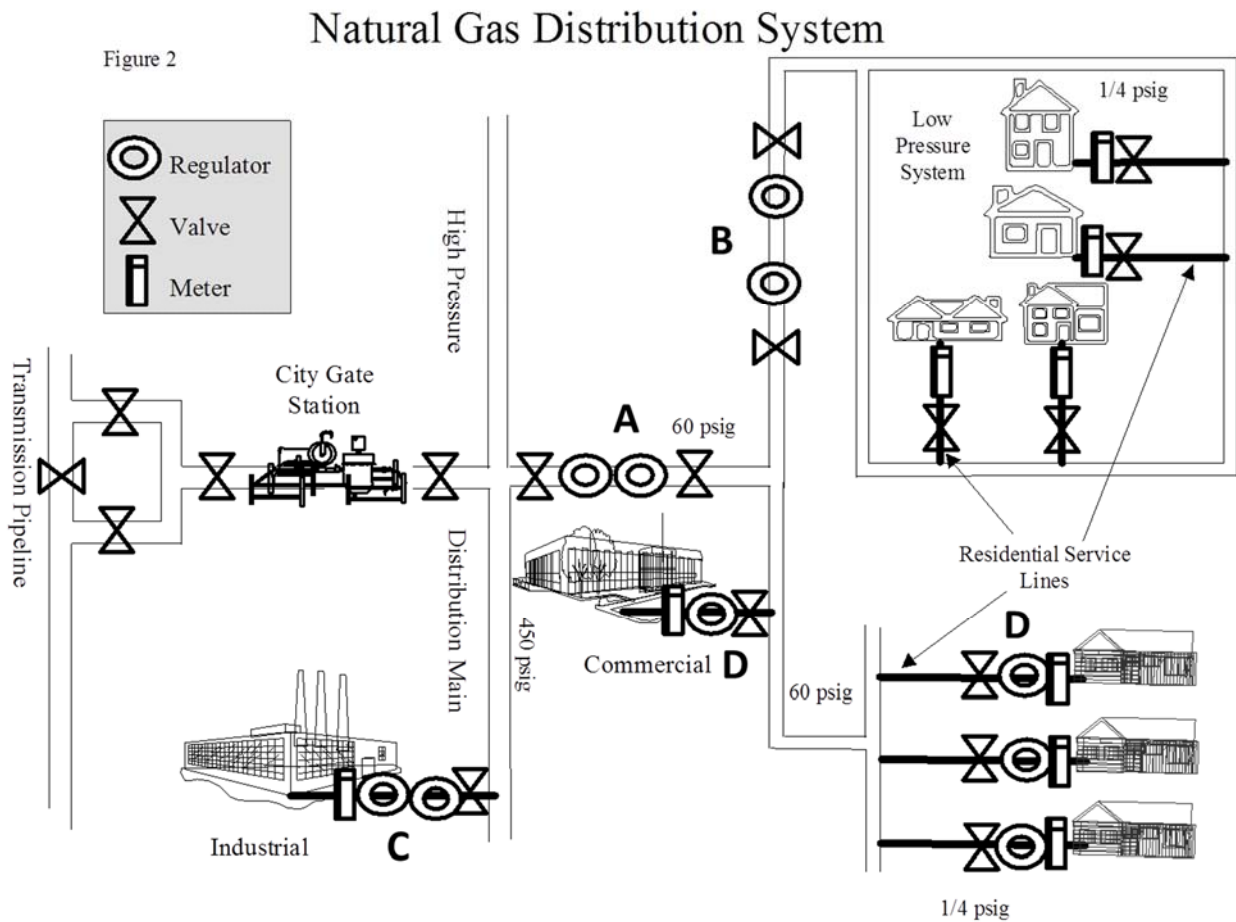 Natural Gas Distribution System
Figure 2
Regulator
Valve
Meter
High Pressure
Distribution Main
450 psig
Transmission Pipeline
City Gate
Station
A
60 psig
B
Low
Pressure
System
1/4 psig
Residential Service
Lines
Commercial
D
60 psig
D
Industrial
C
1/4 psig